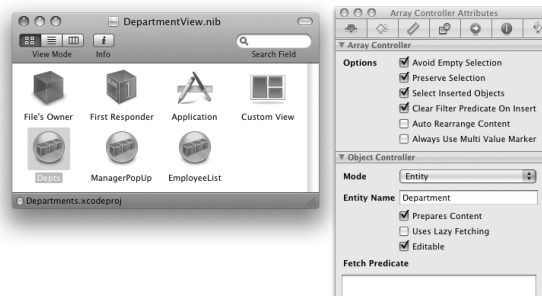 DepartmentView.nib
View Mode
Info
Search Field
File's Owner
First Responder
Application
Custom View
Depts
ManagerPopUp
EmployeeList
Departments.xcodeproj
Array Controller Attributes
Array Controller
Options
Avoid Empty Selection
Preserve Selection
Select Inserted Objects
Clear Filter Predicate On Insert
Auto Rearrange Content
Always Use Multi Value Marker
Object Controller
Mode
Entity
Entity Name
Department
Prepares Content
Uses Lazy Fetching
Editable
Fetch Predicate